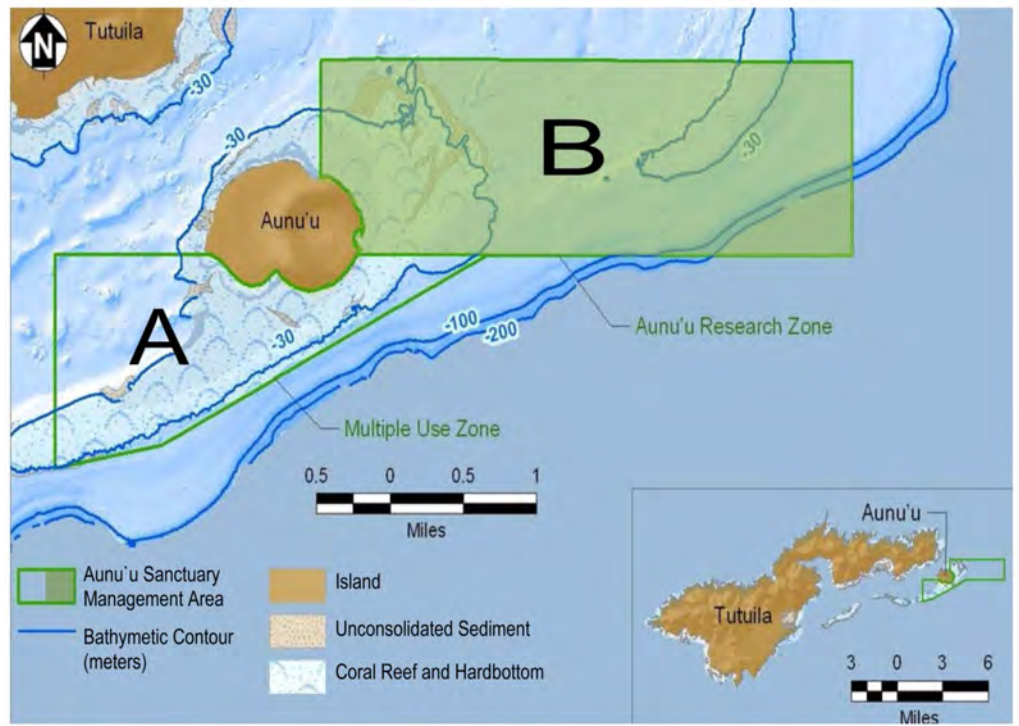 N
Tutuila
-30
-30
B
-30
Aunu'u
A
-30
-100
-200
Aunu'u Research Zone
Multiple Use Zone
0.5 0 0.5 1
Miles
Aunu`u Sanctuary
Management Area
Bathymetic Contour
(meters)
Island
Unconsolidated Sediment
Coral Reef and Hardbottom
Aunu'u
Tutuila
3 0 3 6
Miles